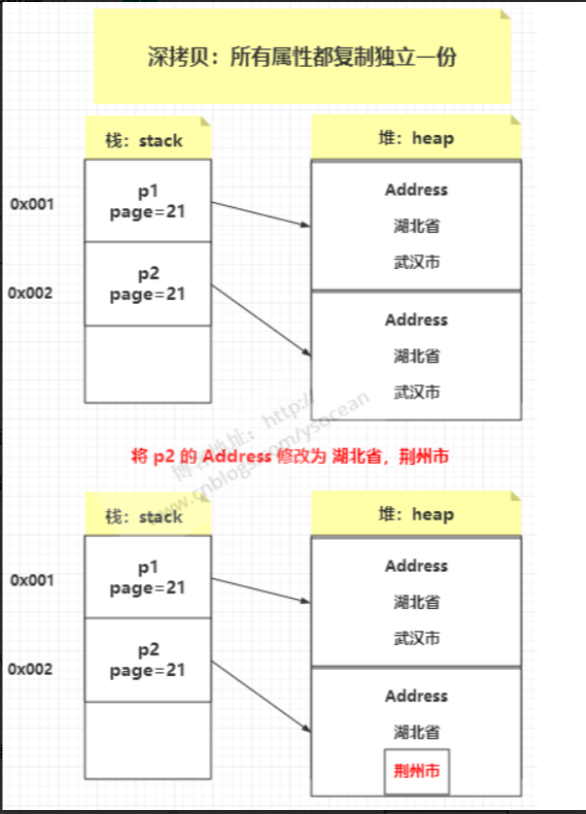 深拷贝：所有属性都复制独立一份
栈：stack
堆：heap
0x001
p1
page=21
Address
湖北省
武汉市
0x002
p2
page=21
Address
湖北省
武汉市
将 p2 的 Address 修改为 湖北省，荆州市
博客地址：http://
www.cnblogs.com/ysocean
栈：stack
堆：heap
0x001
p1
page=21
Address
湖北省
武汉市
0x002
p2
page=21
Address
湖北省
荆州市